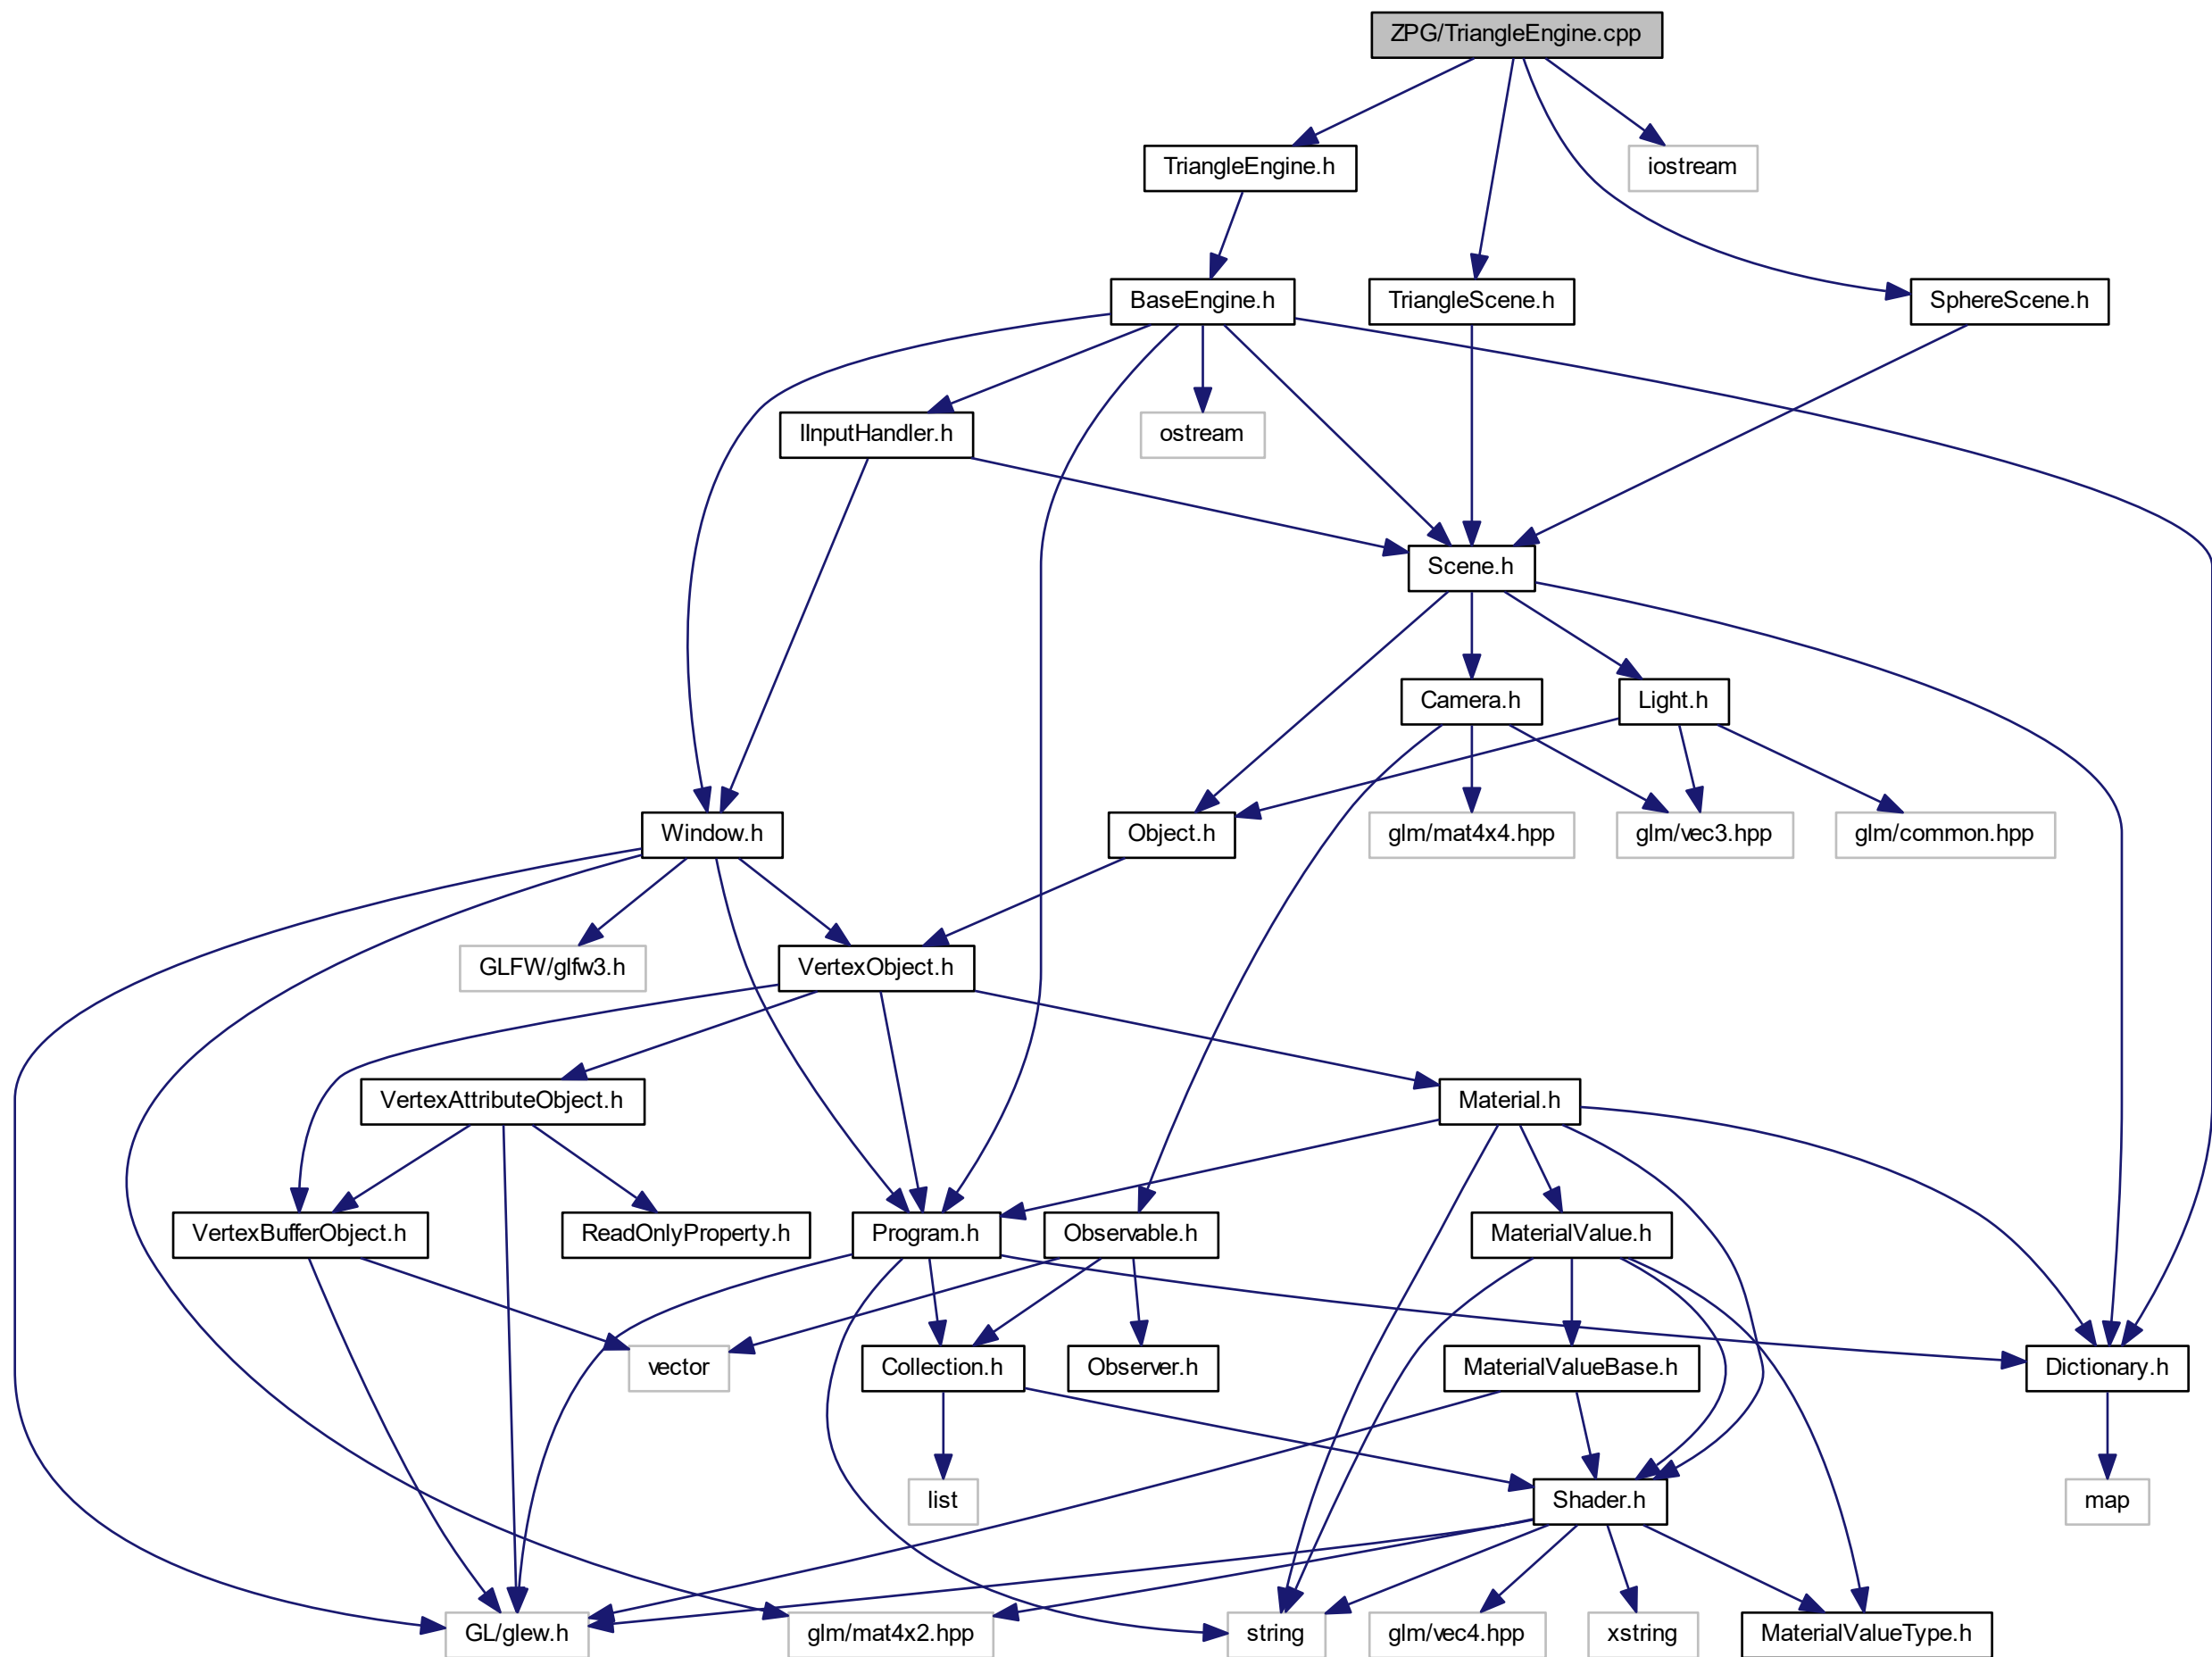 ZPG/TriangleEngine.cpp
TriangleEngine.h
iostream
BaseEngine.h
TriangleScene.h
SphereScene.h
IInputHandler.h
ostream
Scene.h
Camera.h
Light.h
Window.h
Object.h
glm/mat4x4.hpp
glm/vec3.hpp
glm/common.hpp
GLFW/glfw3.h
VertexObject.h
VertexAttributeObject.h
Material.h
VertexBufferObject.h
ReadOnlyProperty.h
Program.h
Observable.h
MaterialValue.h
vector
Collection.h
Observer.h
MaterialValueBase.h
Dictionary.h
list
Shader.h
map
GL/glew.h
glm/mat4x2.hpp
string
glm/vec4.hpp
xstring
MaterialValueType.h